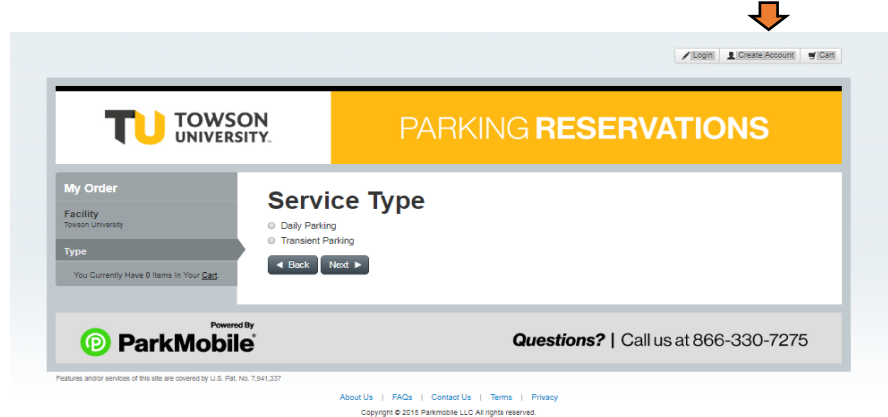 Login Create Account Cart
TOWSON
UNIVERSITY.
PARKING RESERVATIONS
My Order
Facility
Towson University
Type
You Currently Have 0 Items In Your Cart.
Service Type
Daily Parking
Transient Parking
Back Next
Powered By
ParkMobile
Questions? | Call us at 866-330-7275
Features and/or services of this site are covered by U.S. Pat. No. 7,941,337
About Us | FAQs | Contact Us | Terms | Privacy
Copyright © 2015 Parkmobile LLC All rights reserved.